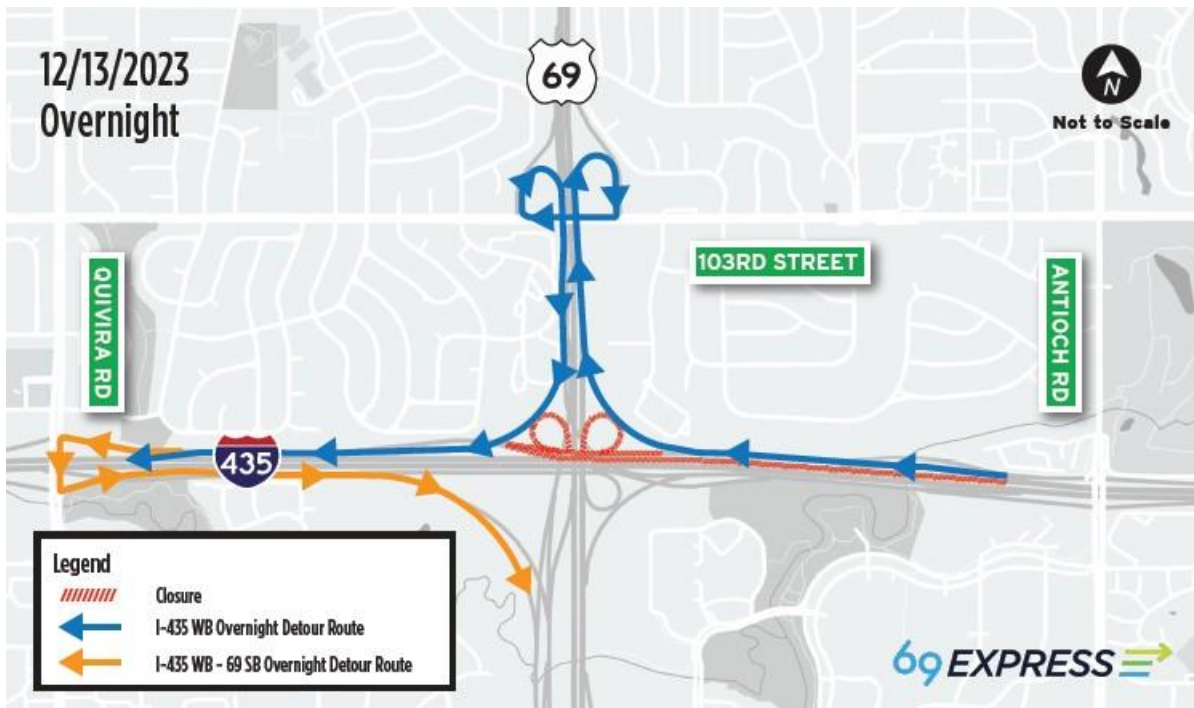 12/13/2023
Overnight
69
N
Not to Scale
103RD STREET
QUIVIRA RD
ANTIOCH RD
435
Legend
Closure
I-435 WB Overnight Detour Route
I-435 WB - 69 SB Overnight Detour Route
69 EXPRESS